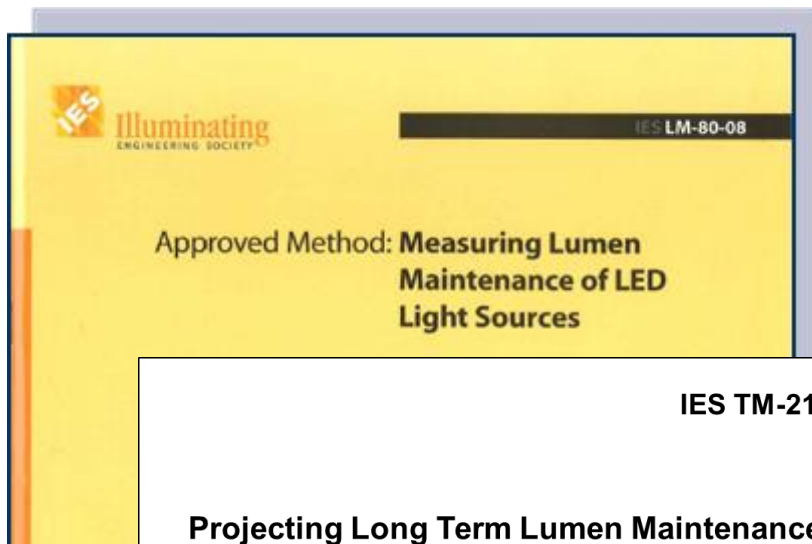 IES
Illuminating
ENGINEERING SOCIETY
IES LM-80-08
Approved Method: Measuring Lumen
Maintenance of LED
Light Sources
IES TM-21
Projecting Long Term Lumen Maintenance